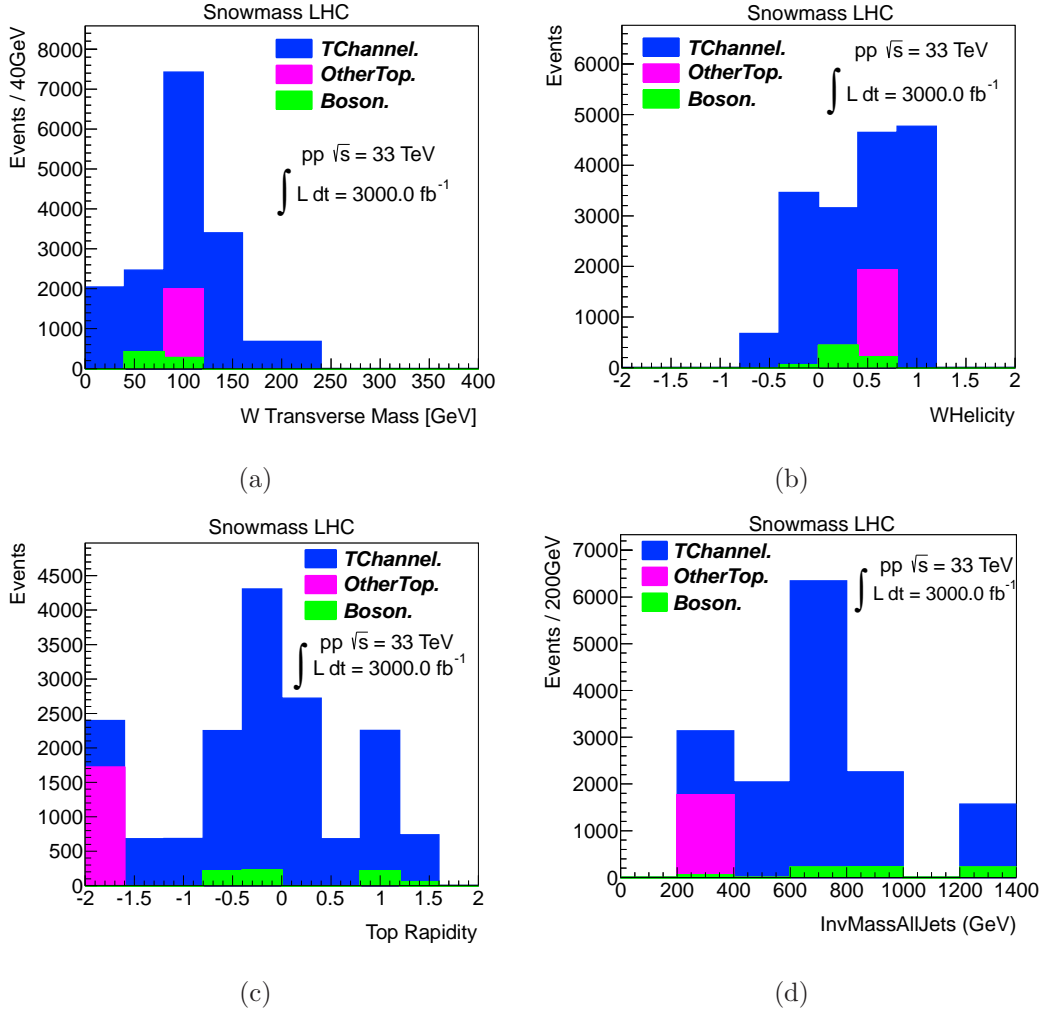 Snowmass LHC
Events / 40GeV
8000
7000
6000
5000
4000
3000
2000
1000
0
TChannel.
OtherTop.
Boson.
pp √s = 33 TeV
∫ L dt = 3000.0 fb⁻¹
0 50 100 150 200 250 300 350 400
W Transverse Mass [GeV]
(a)
Snowmass LHC
Events
6000
5000
4000
3000
2000
1000
0
TChannel.
OtherTop.
Boson.
pp √s = 33 TeV
∫ L dt = 3000.0 fb⁻¹
-2 -1.5 -1 -0.5 0 0.5 1 1.5 2
WHelicity
(b)
Snowmass LHC
Events
4500
4000
3500
3000
2500
2000
1500
1000
500
0
TChannel.
OtherTop.
Boson.
pp √s = 33 TeV
∫ L dt = 3000.0 fb⁻¹
-2 -1.5 -1 -0.5 0 0.5 1 1.5 2
Top Rapidity
(c)
Snowmass LHC
Events / 200GeV
7000
6000
5000
4000
3000
2000
1000
0
TChannel.
OtherTop.
Boson.
pp √s = 33 TeV
∫ L dt = 3000.0 fb⁻¹
0 200 400 600 800 1000 1200 1400
InvMassAllJets (GeV)
(d)